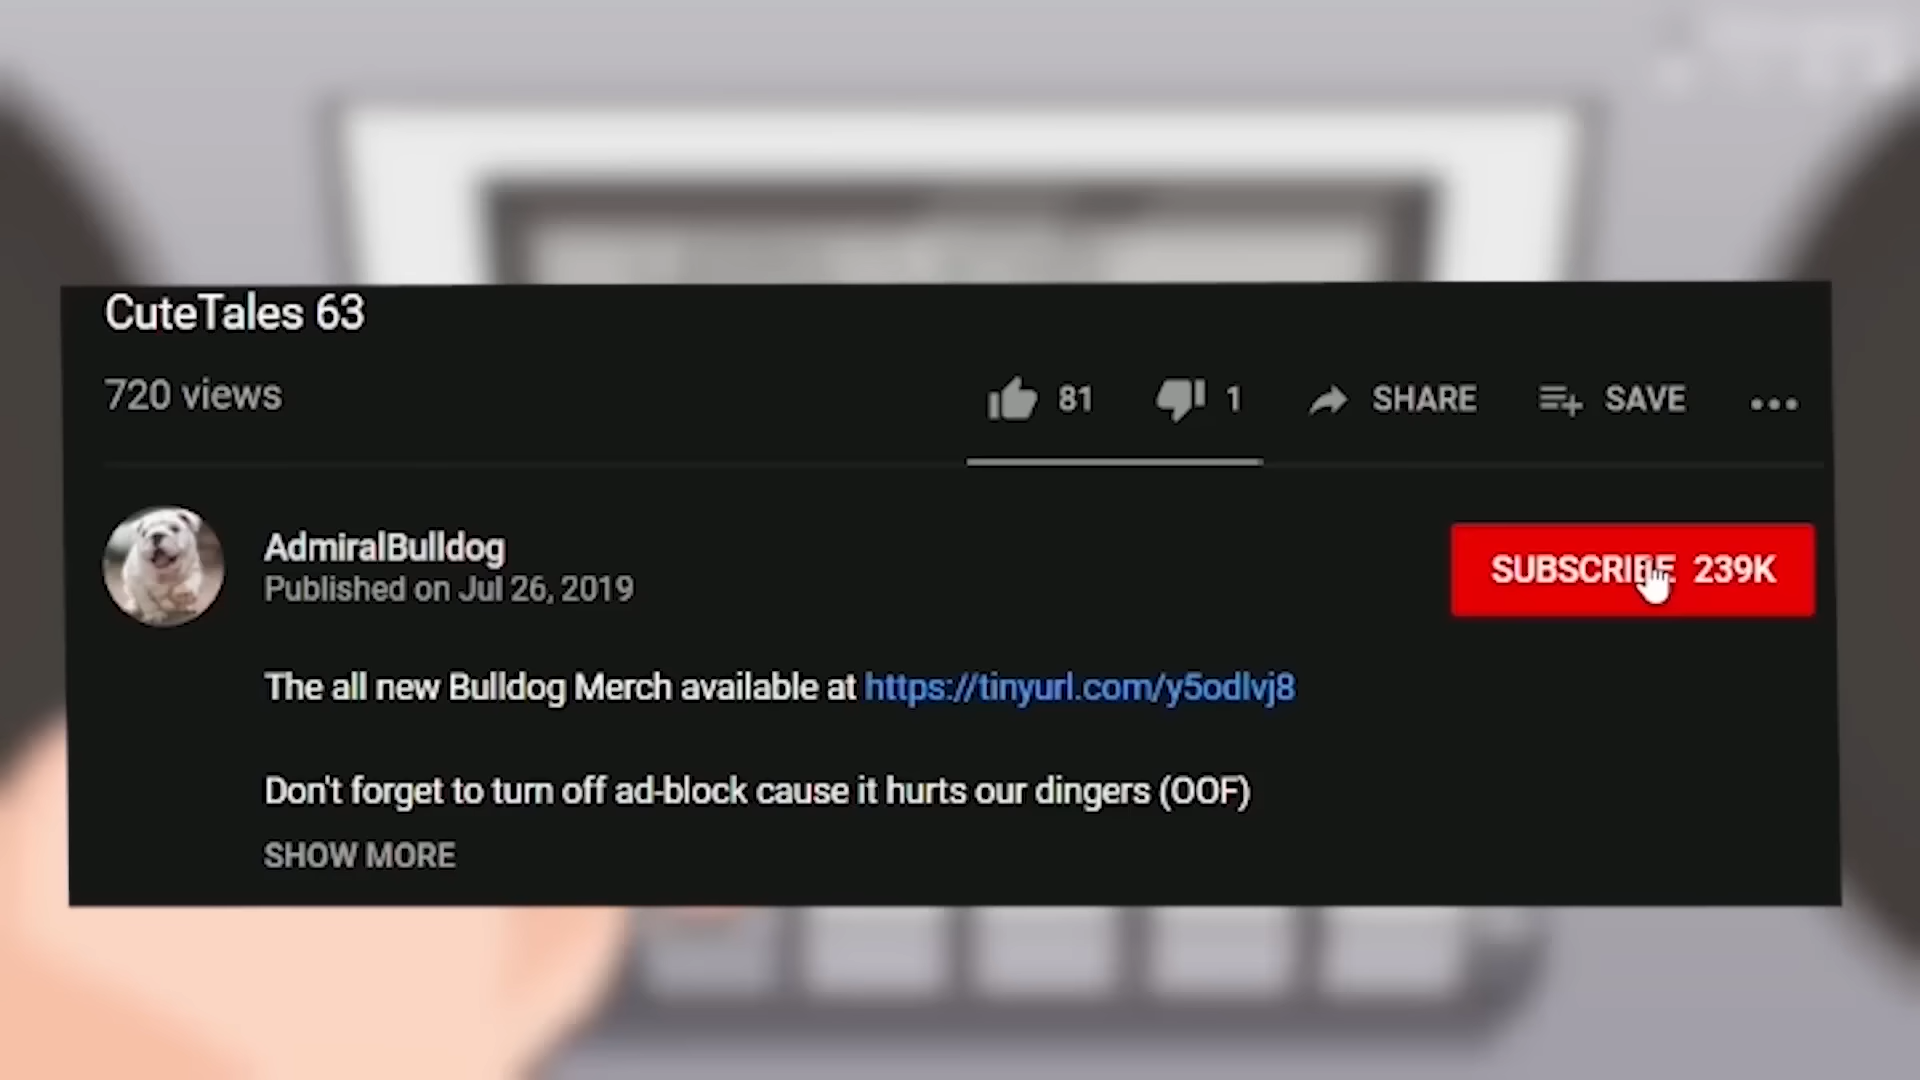 CuteTales 63
720 views
81 1 SHARE SAVE
AdmiralBulldog
Published on Jul 26, 2019
SUBSCRIBE 239K
The all new Bulldog Merch available at https://tinyurl.com/y5odlvj8
Don't forget to turn off ad-block cause it hurts our dingers (OOF)
SHOW MORE